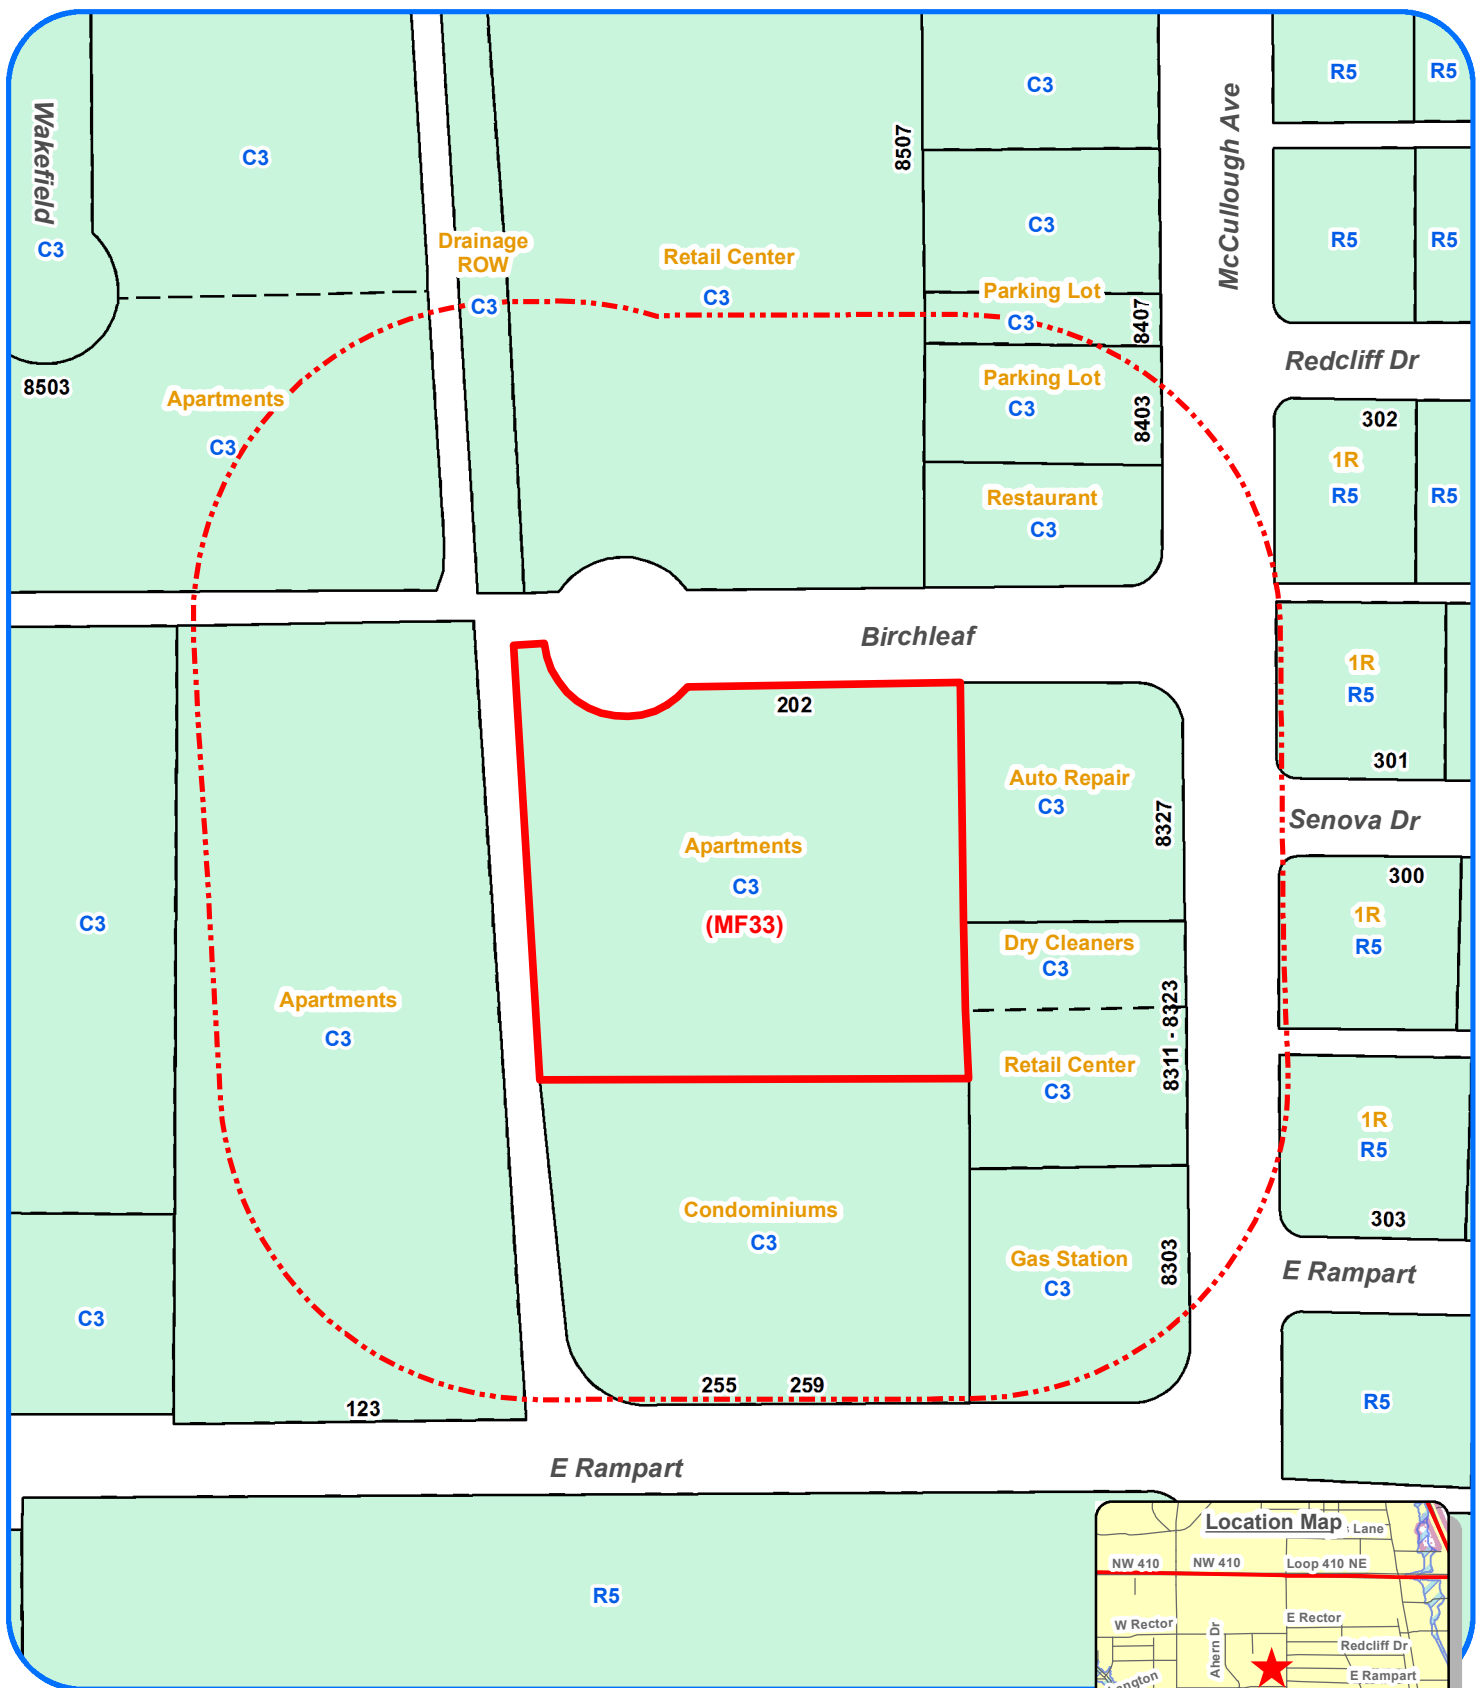 C3
R5
R5
Wakefield
C3
8507
McCullough Ave
C3
R5
R5
C3
Drainage
ROW
C3
Retail Center
C3
Parking Lot
C3
8407
Redcliff Dr
8503
Apartments
C3
Parking Lot
C3
8403
302
1R
R5
R5
Restaurant
C3
Birchleaf
1R
R5
301
202
Auto Repair
C3
8327
Senova Dr
Apartments
C3
(MF33)
300
1R
R5
C3
Dry Cleaners
C3
8311 - 8323
Apartments
C3
Retail Center
C3
1R
R5
303
Condominiums
C3
Gas Station
C3
8303
E Rampart
C3
255
259
123
R5
E Rampart
R5
Location Map
Lane
NW 410
NW 410
Loop 410 NE
W Rector
Ahern Dr
E Rector
Redcliff Dr
E Rampart